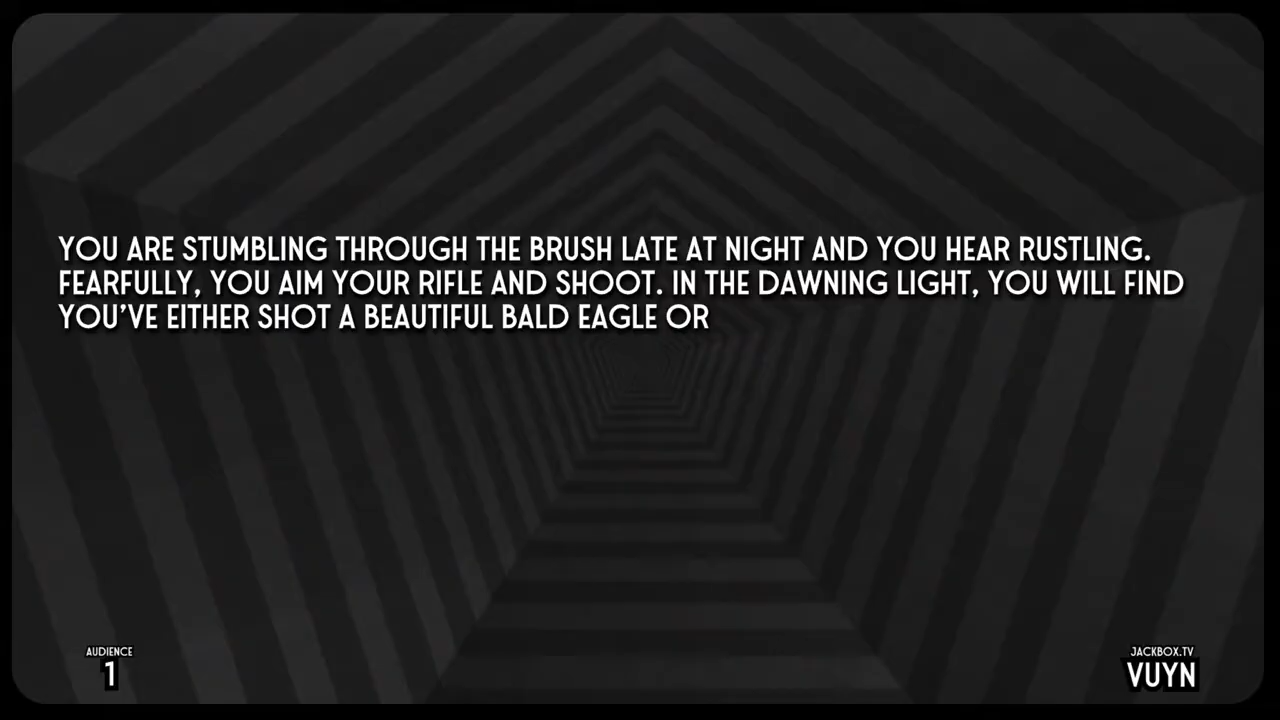 YOU ARE STUMBLING THROUGH THE BRUSH LATE AT NIGHT AND YOU HEAR RUSTLING.
FEARFULLY, YOU AIM YOUR RIFLE AND SHOOT. IN THE DAWNING LIGHT, YOU WILL FIND
YOU'VE EITHER SHOT A BEAUTIFUL BALD EAGLE OR
AUDIENCE
1
JACKBOX.TV
VUYN